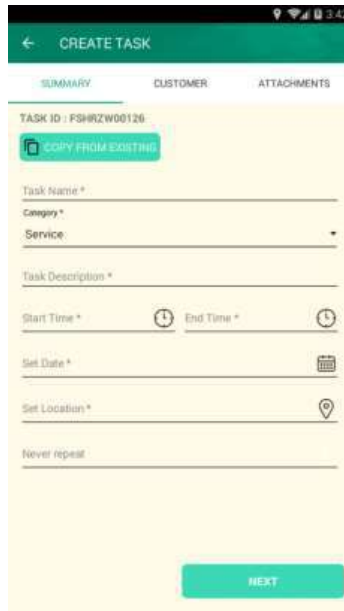 3:42
CREATE TASK
SUMMARY CUSTOMER ATTACHMENTS
TASK ID : FSHRZW00126
COPY FROM EXISTING
Task Name *
Category *
Service
Task Description *
Start Time * End Time *
Set Date *
Set Location *
Never repeat
NEXT